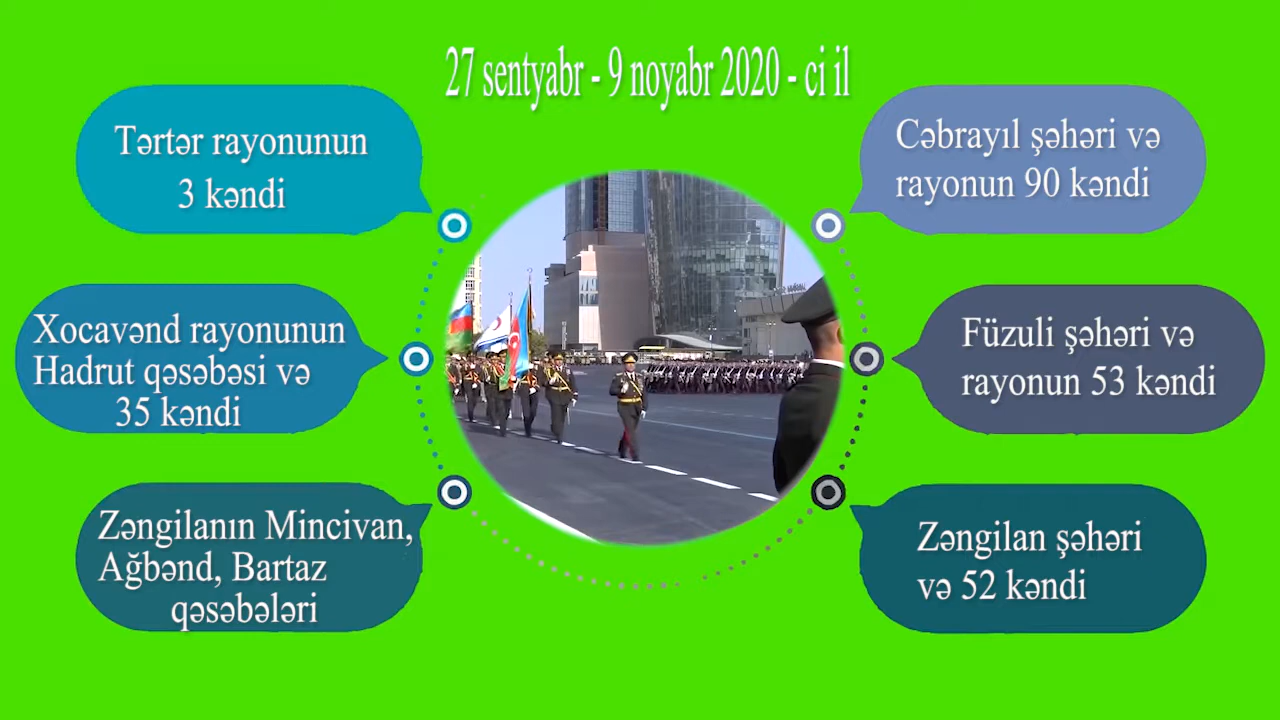 27 sentyabr - 9 noyabr 2020 - ci il
Tərtər rayonunun
3 kəndi
Xocavənd rayonunun
Hadrut qəsəbəsi və
35 kəndi
Zəngilanın Mincivan,
Ağbənd, Bartaz
qəsəbələri
Cəbrayıl şəhəri və
rayonun 90 kəndi
Füzuli şəhəri və
rayonun 53 kəndi
Zəngilan şəhəri
və 52 kəndi